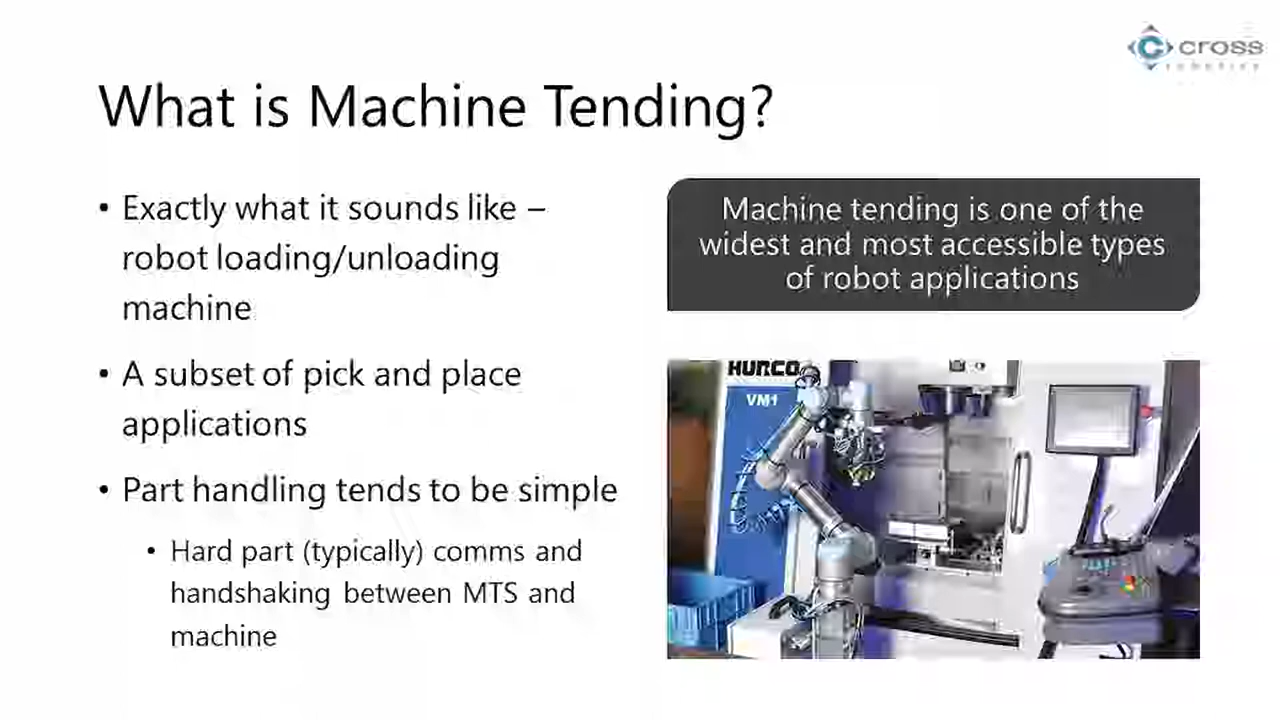 cross
robotics
What is Machine Tending?
• Exactly what it sounds like –
robot loading/unloading
machine
• A subset of pick and place
applications
• Part handling tends to be simple
• Hard part (typically) comms and
handshaking between MTS and
machine
Machine tending is one of the
widest and most accessible types
of robot applications
HURCO
VM1